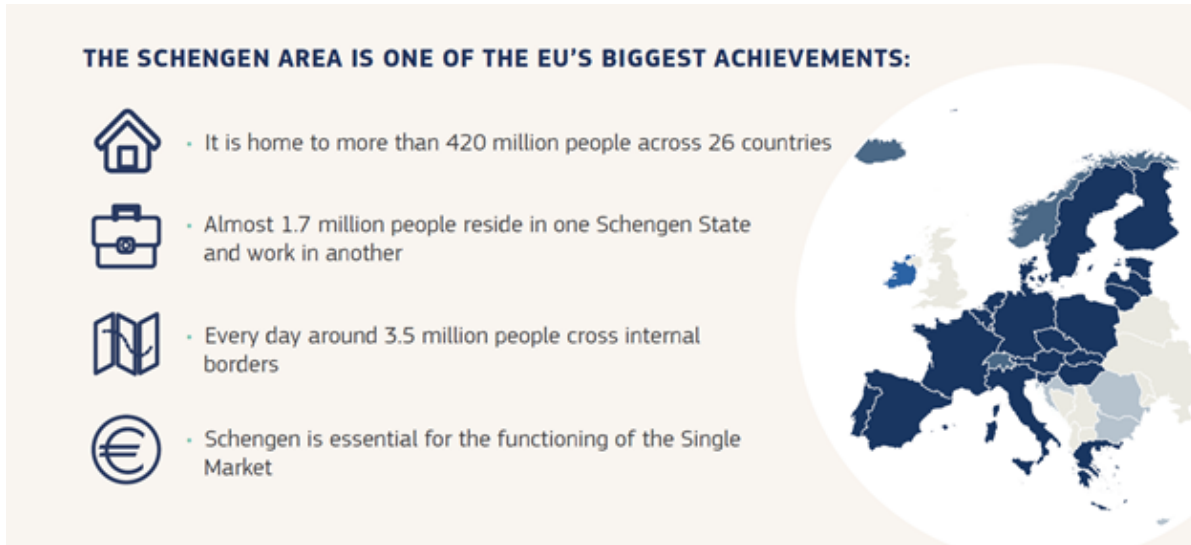 THE SCHENGEN AREA IS ONE OF THE EU'S BIGGEST ACHIEVEMENTS:
• It is home to more than 420 million people across 26 countries
• Almost 1.7 million people reside in one Schengen State
and work in another
• Every day around 3.5 million people cross internal
borders
• Schengen is essential for the functioning of the Single
Market